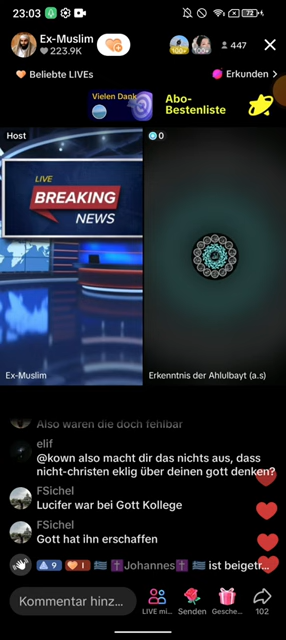 23:03
72
Ex-Muslim
223.9K
100+
100+
447
Beliebte LIVEs
Erkunden
Vielen Dank
Abo-
Bestenliste
Host
0
LIVE
BREAKING
NEWS
Ex-Muslim
Erkenntnis der Ahlulbayt (a.s)
Also waren die doch fehlbar
elif
@kown also macht dir das nichts aus, dass
nicht-christen eklig über deinen gott denken?
FSichel
Lucifer war bei Gott Kollege
FSichel
Gott hat ihn erschaffen
9 1 🇬🇷✝️Johannes✝️🇬🇷 ist beigetr...
Kommentar hinz...
LIVE mi...
Senden
Gesche...
102